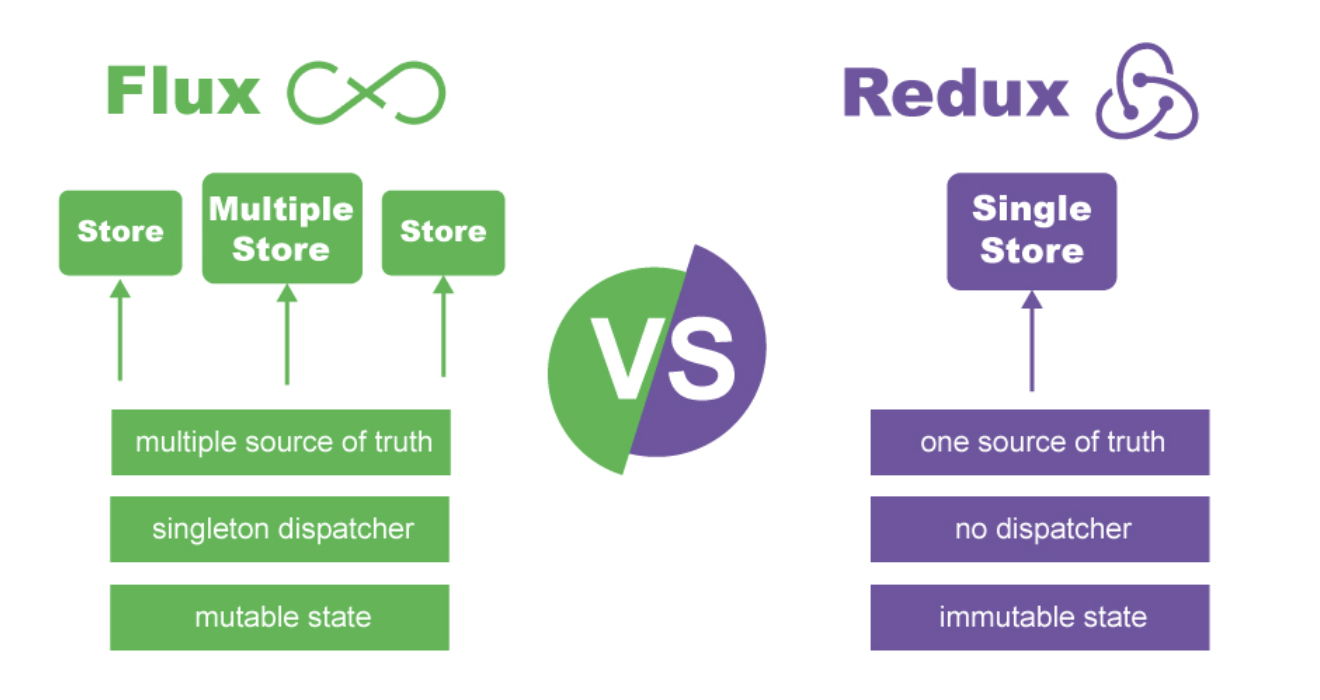 Flux
Store
Multiple
Store
Store
multiple source of truth
singleton dispatcher
mutable state
VS
Redux
Single
Store
one source of truth
no dispatcher
immutable state